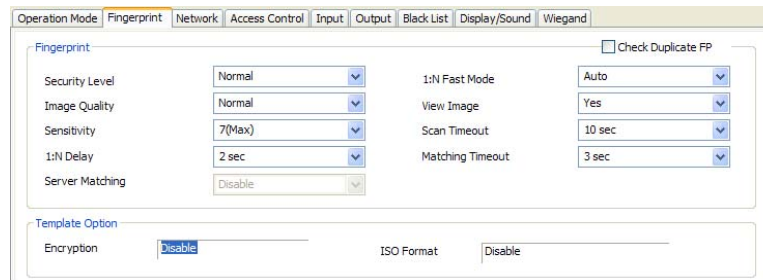 Operation Mode Fingerprint Network Access Control Input Output Black List Display/Sound Wiegand
Fingerprint Check Duplicate FP
Security Level Normal 1:N Fast Mode Auto
Image Quality Normal View Image Yes
Sensitivity 7(Max) Scan Timeout 10 sec
1:N Delay 2 sec Matching Timeout 3 sec
Server Matching Disable
Template Option
Encryption Disable ISO Format Disable